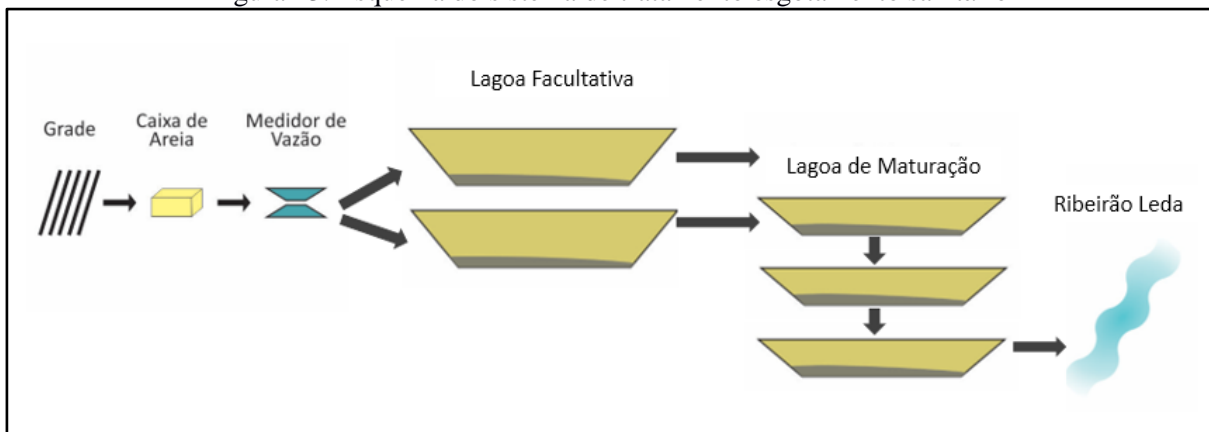 Grade
Caixa de
Areia
Medidor de
Vazão
Lagoa Facultativa
Lagoa de Maturação
Ribeirão Leda